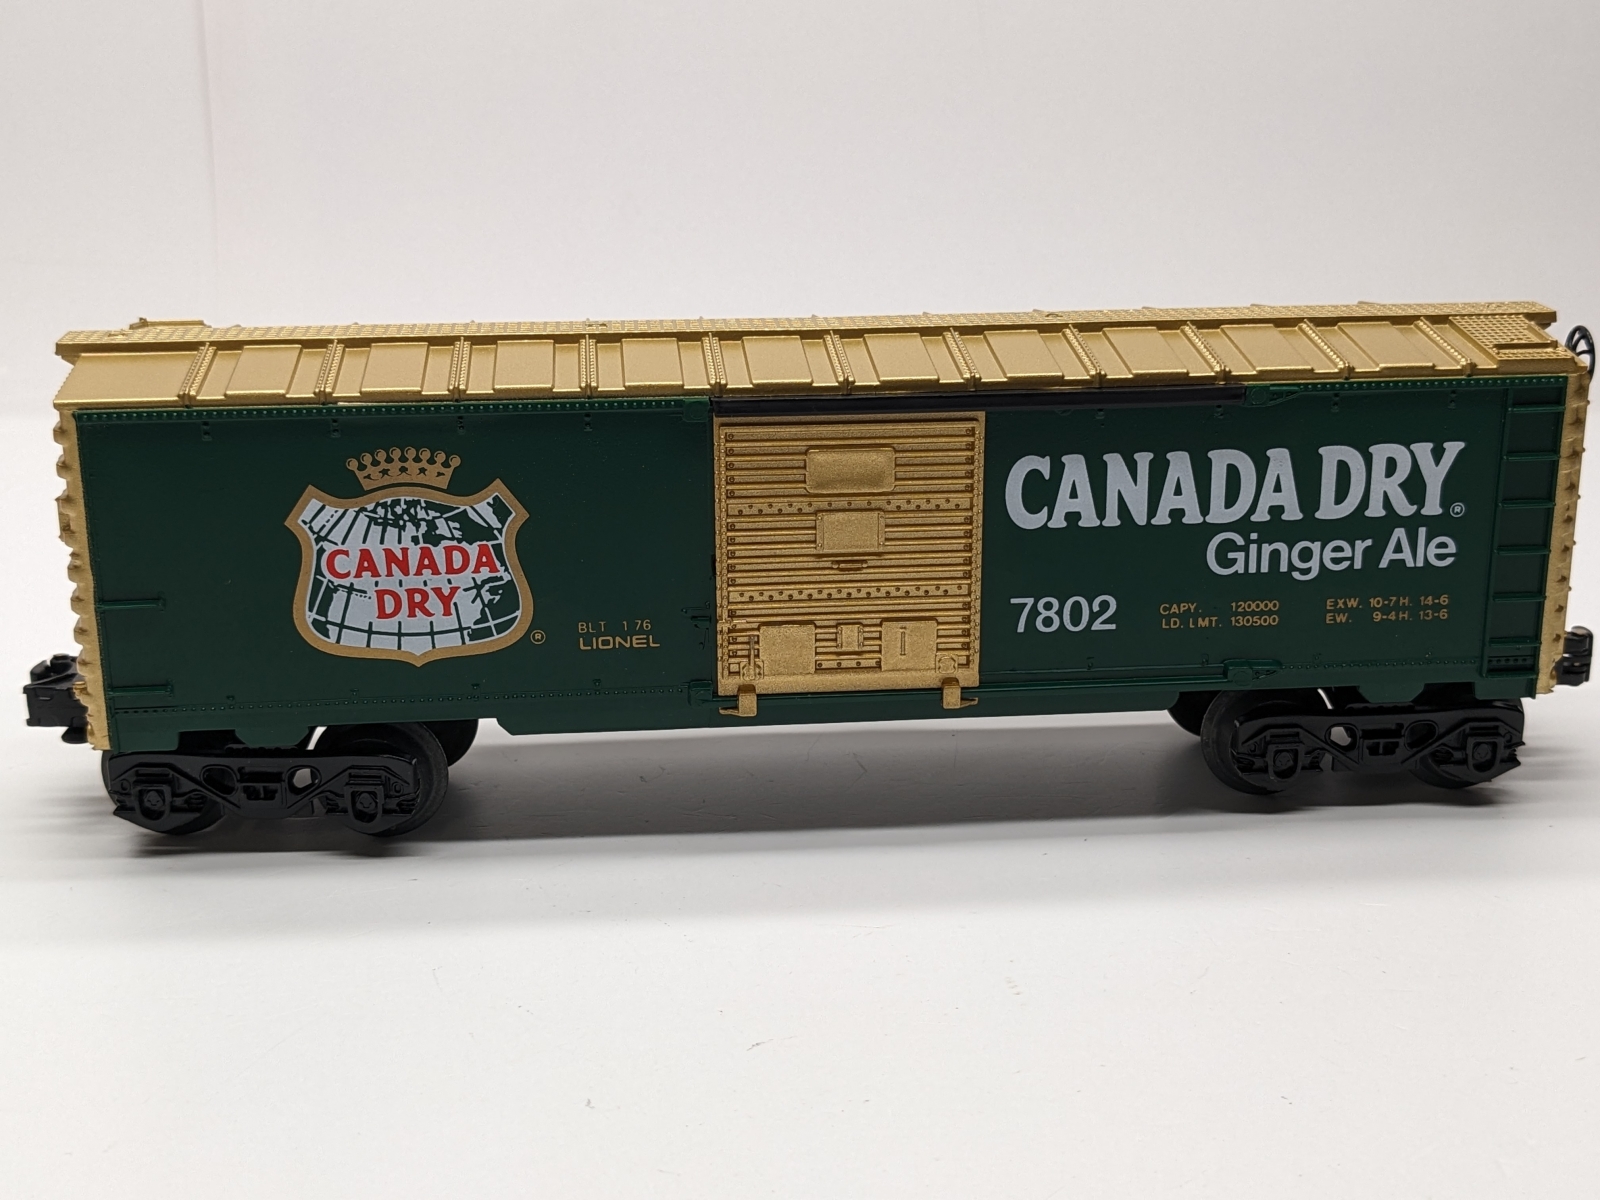 CANADA
DRY
®
BLT 1 76
LIONEL
CANADA DRY®
Ginger Ale
7802
CAPY. 120000
LD. LMT. 130500
EXW. 10-7 H. 14-6
EW. 9-4 H. 13-6